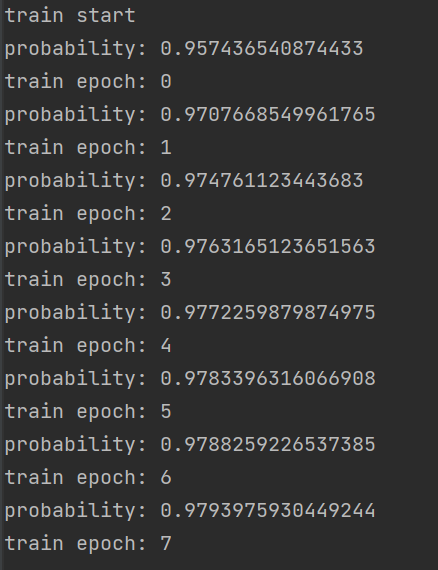 train start
probability: 0.957436540874433
train epoch: 0
probability: 0.9707668549961765
train epoch: 1
probability: 0.974761123443683
train epoch: 2
probability: 0.9763165123651563
train epoch: 3
probability: 0.9772259879874975
train epoch: 4
probability: 0.9783396316066908
train epoch: 5
probability: 0.9788259226537385
train epoch: 6
probability: 0.9793975930449244
train epoch: 7